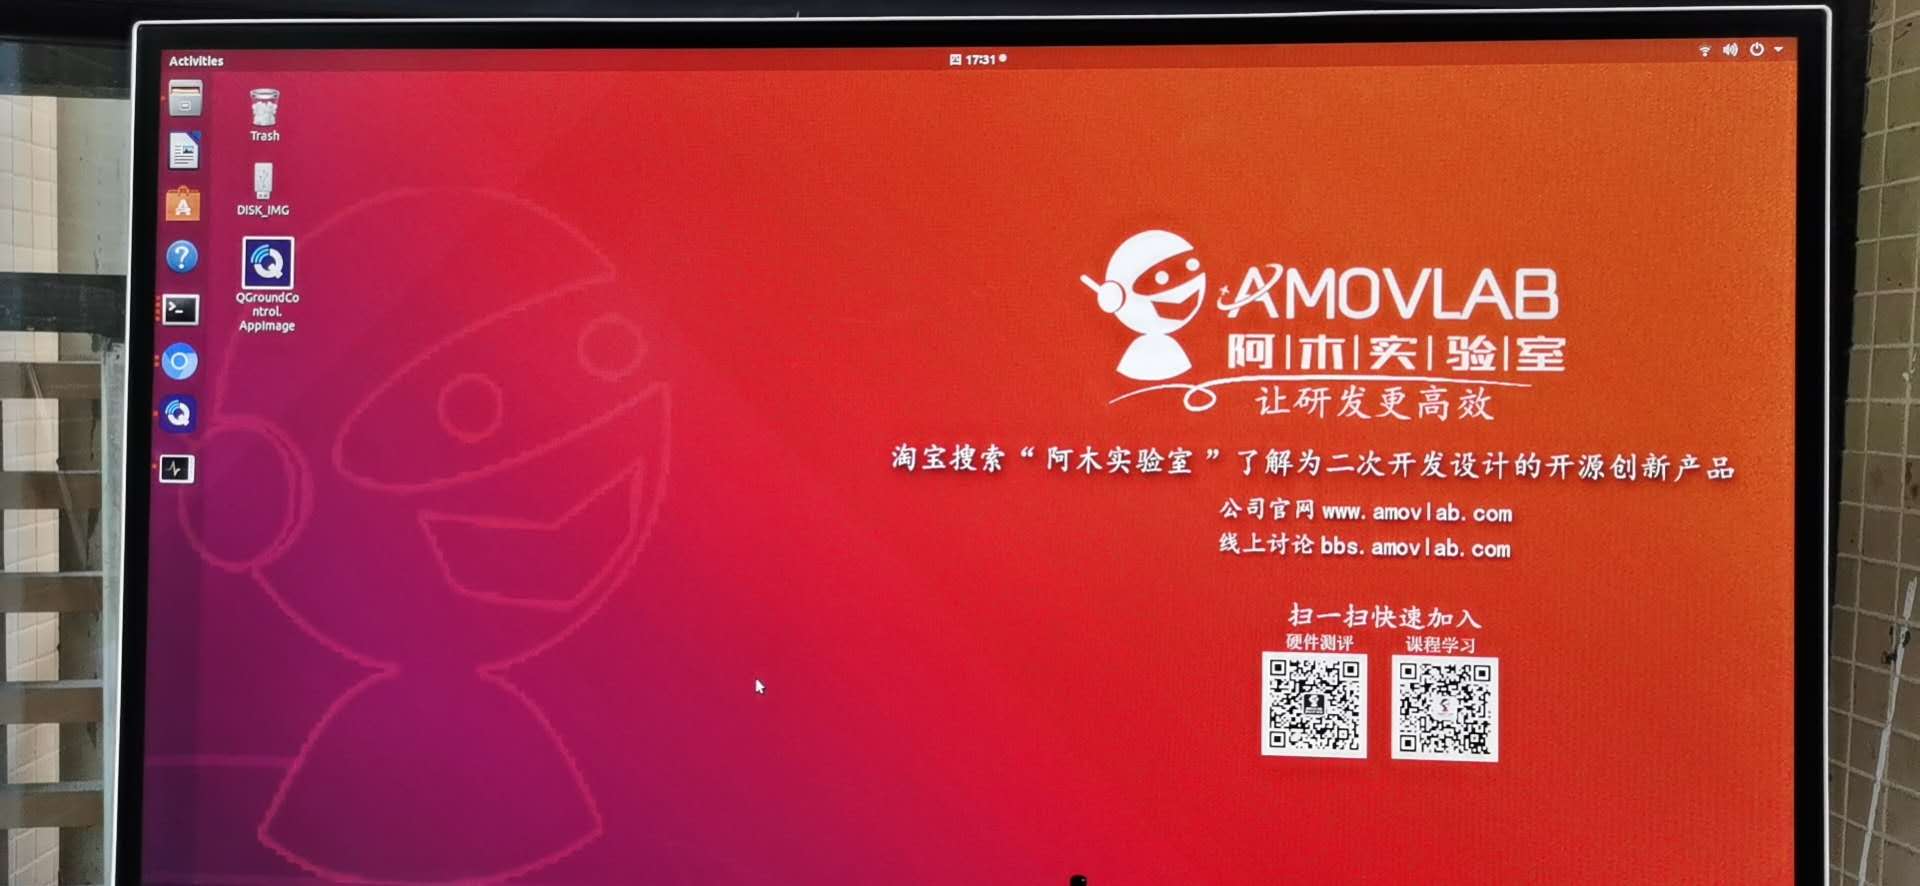 Activities
四 17:31
Trash
DISK_IMG
QGroundCo
ntrol.
AppImage
AMOVLAB
阿|木|实|验|室
让研发更高效
淘宝搜索“阿木实验室”了解为二次开发设计的开源创新产品
公司官网 www.amovlab.com
线上讨论 bbs.amovlab.com
扫一扫快速加入
硬件测评 课程学习